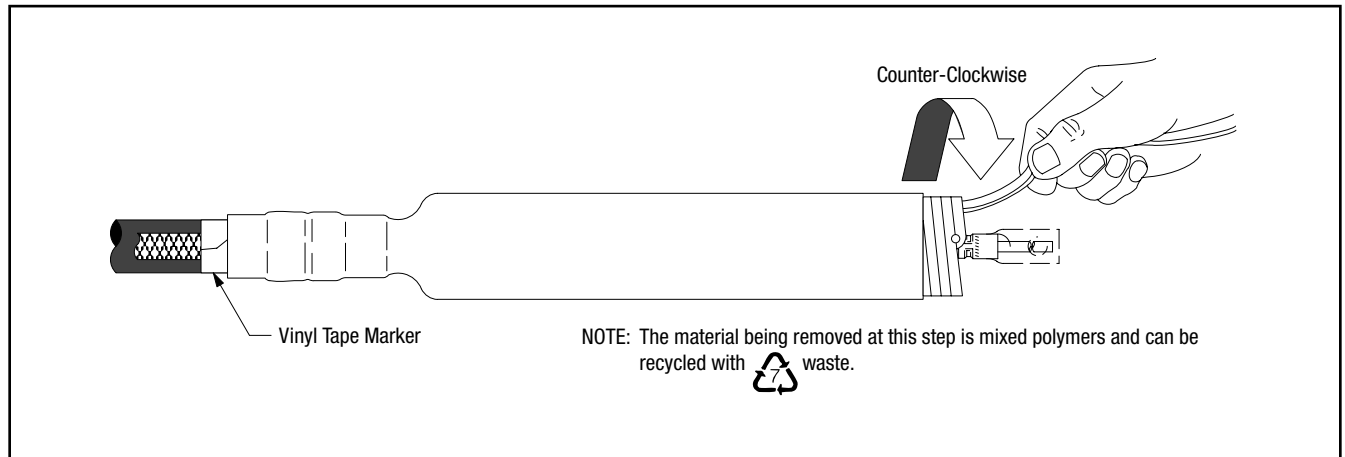 Counter-Clockwise
Vinyl Tape Marker
NOTE: The material being removed at this step is mixed polymers and can be
recycled with 7 waste.